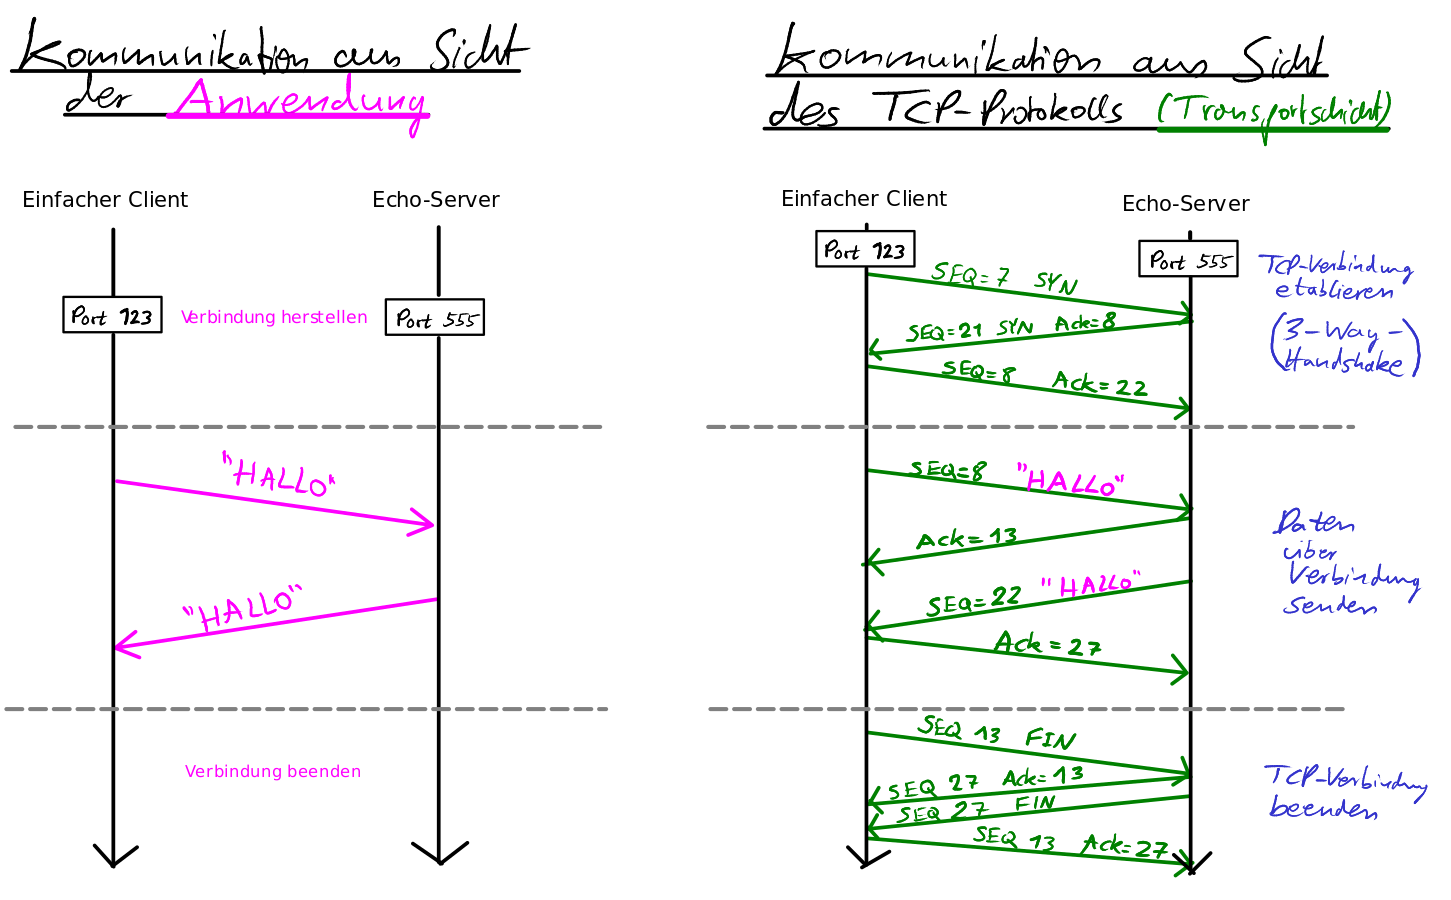 Kommunikation aus Sicht
der Anwendung
Einfacher Client
Echo-Server
Port 123
Verbindung herstellen
Port 555
"HALLO"
"HALLO"
Verbindung beenden
Kommunikation aus Sicht
des TCP-Protokolls (Transportschicht)
Einfacher Client
Echo-Server
Port 123
Port 555
SEQ=7 SYN
SEQ=21 SYN Ack=8
SEQ=8 Ack=22
TCP-Verbindung
etablieren
(3-Way-
Handshake)
SEQ=8 "HALLO"
Ack=13
SEQ=22 "HALLO"
Ack=27
Daten
über
Verbindung
senden
SEQ 13 FIN
SEQ 27 Ack=13
SEQ 27 FIN
SEQ 13 Ack=27
TCP-Verbindung
beenden